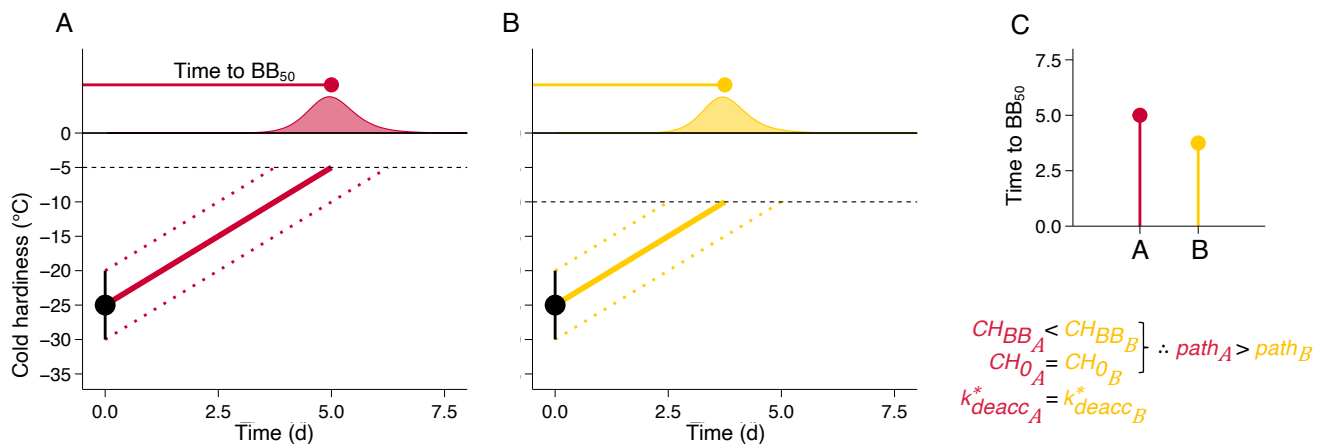 A
B
C
Time to BB50
0
−5
−10
−15
−20
−25
−30
−35
Cold hardiness (°C)
0.0 2.5 5.0 7.5
Time (d)
0.0 2.5 5.0 7.5
Time (d)
7.5
5.0
2.5
0.0
Time to BB50
A B
CHBBA < CHBBB
∴ pathA > pathB
CH0A = CH0B
k*deaccA = k*deaccB